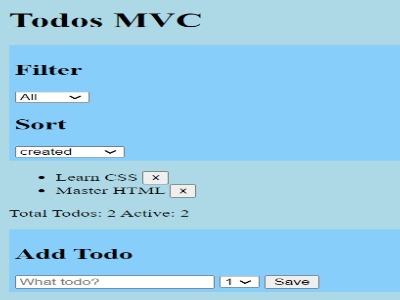 Todos MVC
Filter
All
Sort
created
Learn CSS ×
Master HTML ×
Total Todos: 2 Active: 2
Add Todo
What todo? 1 Save